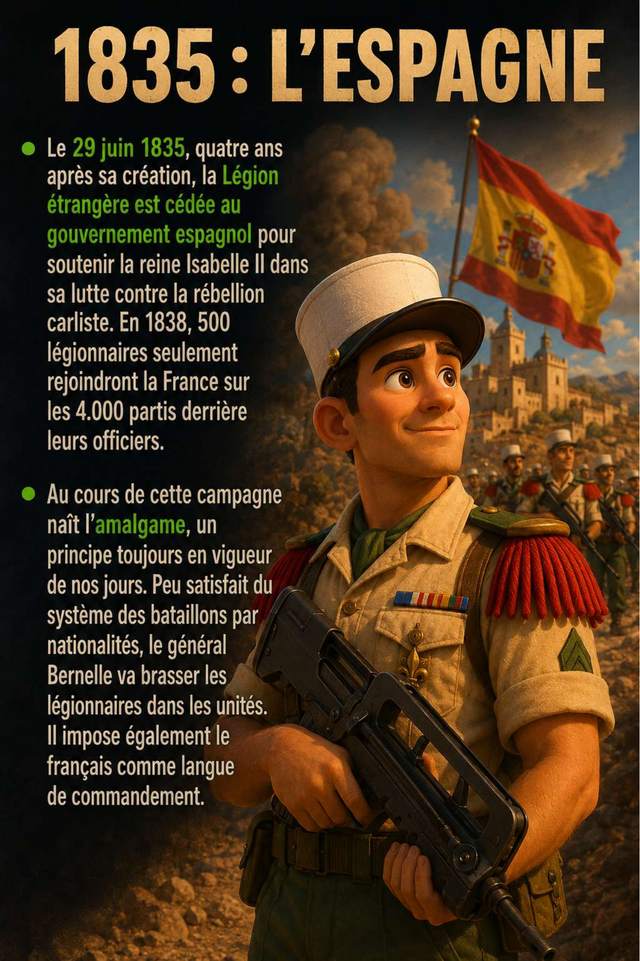 1835 : L'ESPAGNE
Le 29 juin 1835, quatre ans
après sa création, la Légion
étrangère est cédée au
gouvernement espagnol pour
soutenir la reine Isabelle II dans
sa lutte contre la rébellion
carliste. En 1838, 500
légionnaires seulement
rejoindront la France sur
les 4.000 partis derrière
leurs officiers.
Au cours de cette campagne
naît l'amalgame, un
principe toujours en vigueur
de nos jours. Peu satisfait du
système des bataillons par
nationalités, le général
Bernelle va brasser les
légionnaires dans les unités.
Il impose également le
français comme langue
de commandement.